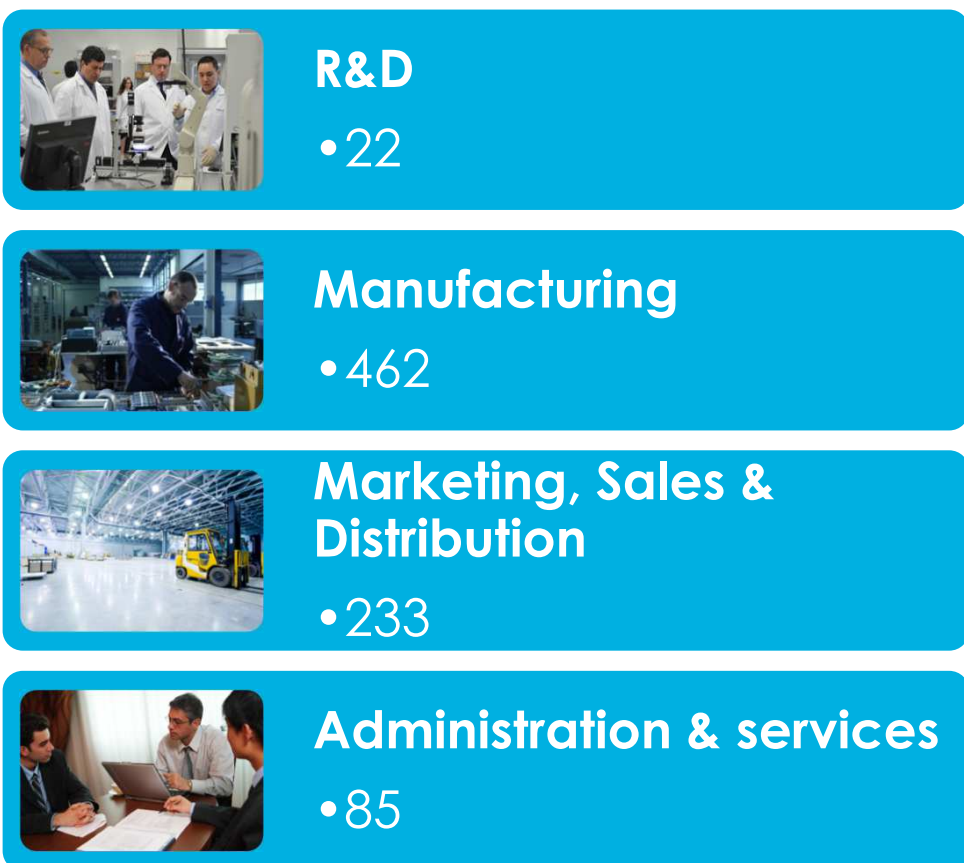 R&D
•22
Manufacturing
•462
Marketing, Sales &
Distribution
•233
Administration & services
•85